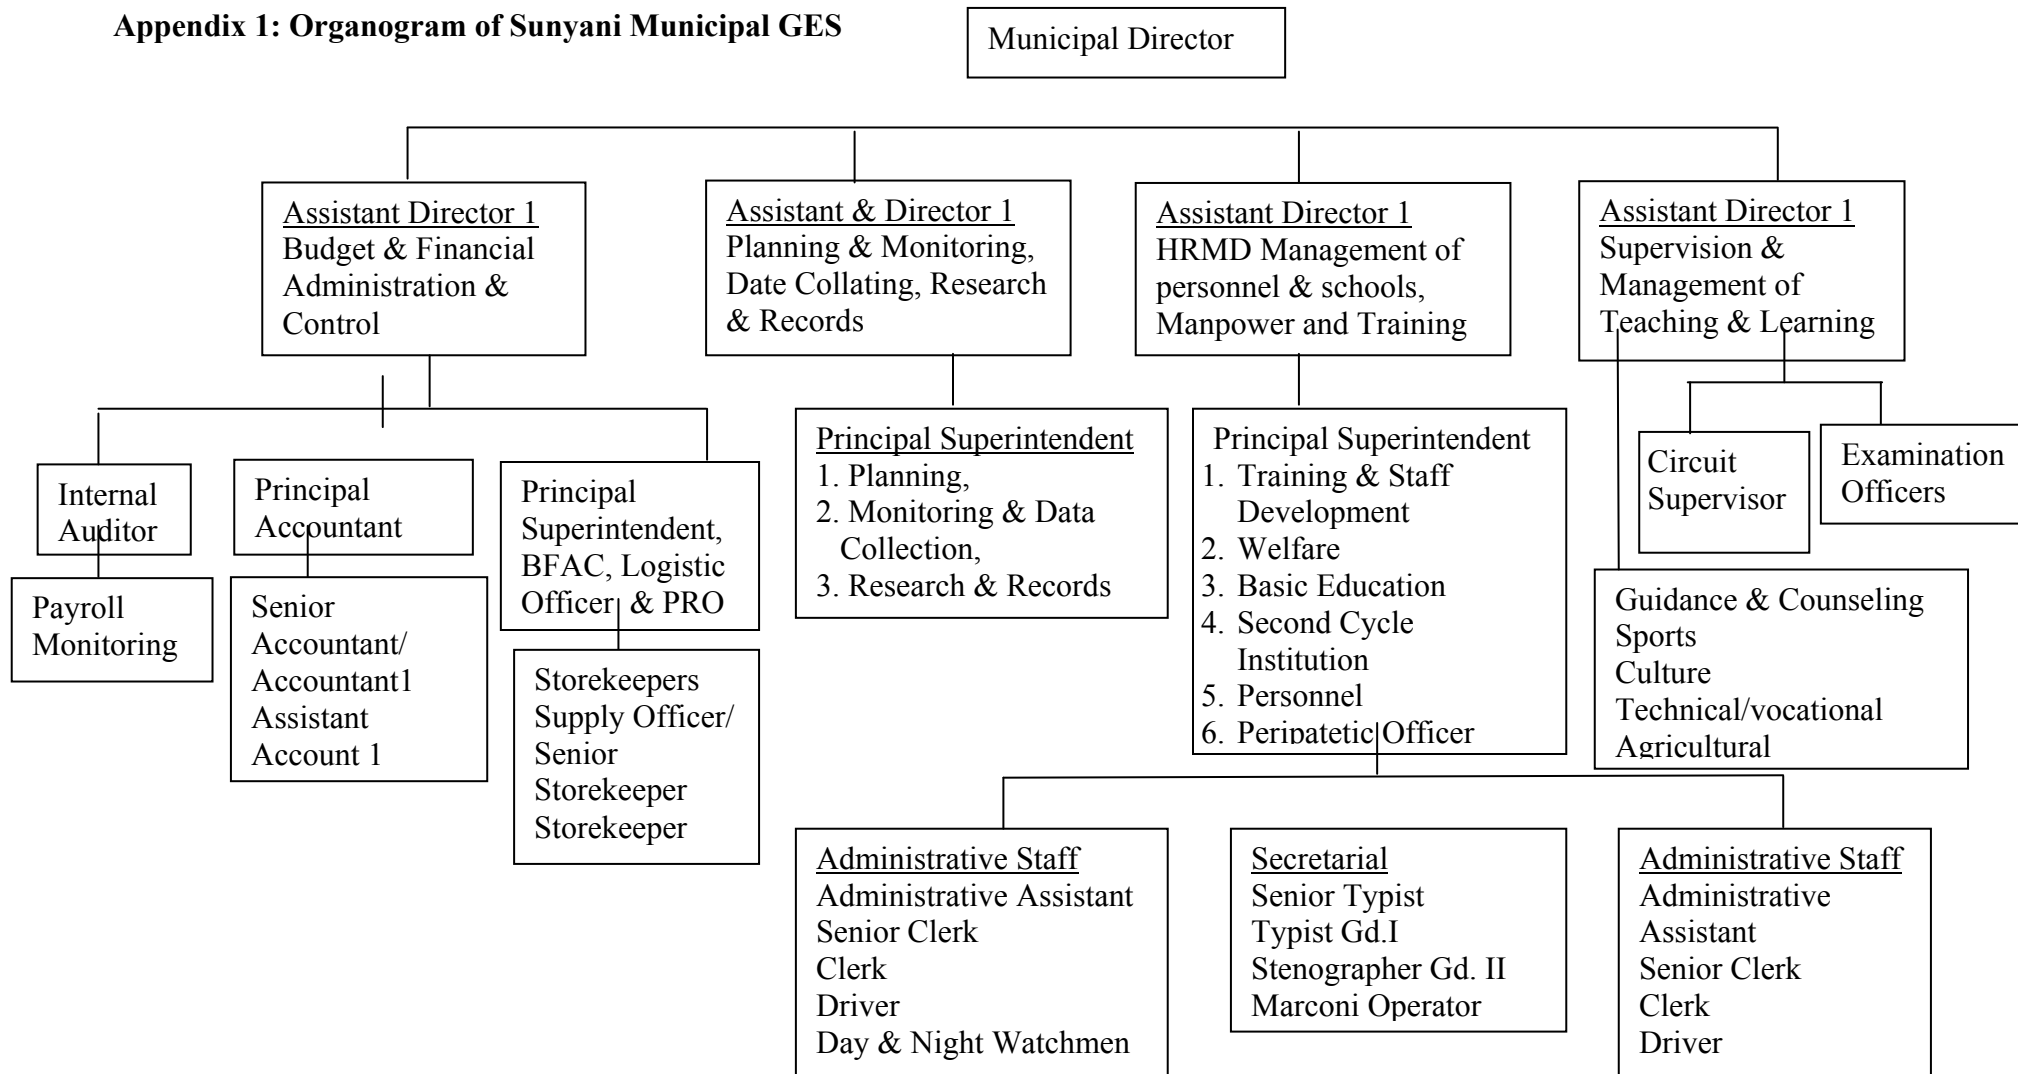 Appendix 1: Organogram of Sunyani Municipal GES
Municipal Director
Assistant Director 1
Budget & Financial
Administration &
Control
Assistant & Director 1
Planning & Monitoring,
Date Collating, Research
& Records
Assistant Director 1
HRMD Management of
personnel & schools,
Manpower and Training
Assistant Director 1
Supervision &
Management of
Teaching & Learning
Internal
Auditor
Principal
Accountant
Principal
Superintendent,
BFAC, Logistic
Officer & PRO
Principal Superintendent
1. Planning,
2. Monitoring & Data
Collection,
3. Research & Records
Principal Superintendent
1. Training & Staff
Development
2. Welfare
3. Basic Education
4. Second Cycle
Institution
5. Personnel
6. Peripatetic Officer
Circuit
Supervisor
Examination
Officers
Payroll
Monitoring
Senior
Accountant/
Accountant1
Assistant
Account 1
Storekeepers
Supply Officer/
Senior
Storekeeper
Storekeeper
Guidance & Counseling
Sports
Culture
Technical/vocational
Agricultural
Administrative Staff
Administrative Assistant
Senior Clerk
Clerk
Driver
Day & Night Watchmen
Secretarial
Senior Typist
Typist Gd.I
Stenographer Gd. II
Marconi Operator
Administrative Staff
Administrative
Assistant
Senior Clerk
Clerk
Driver